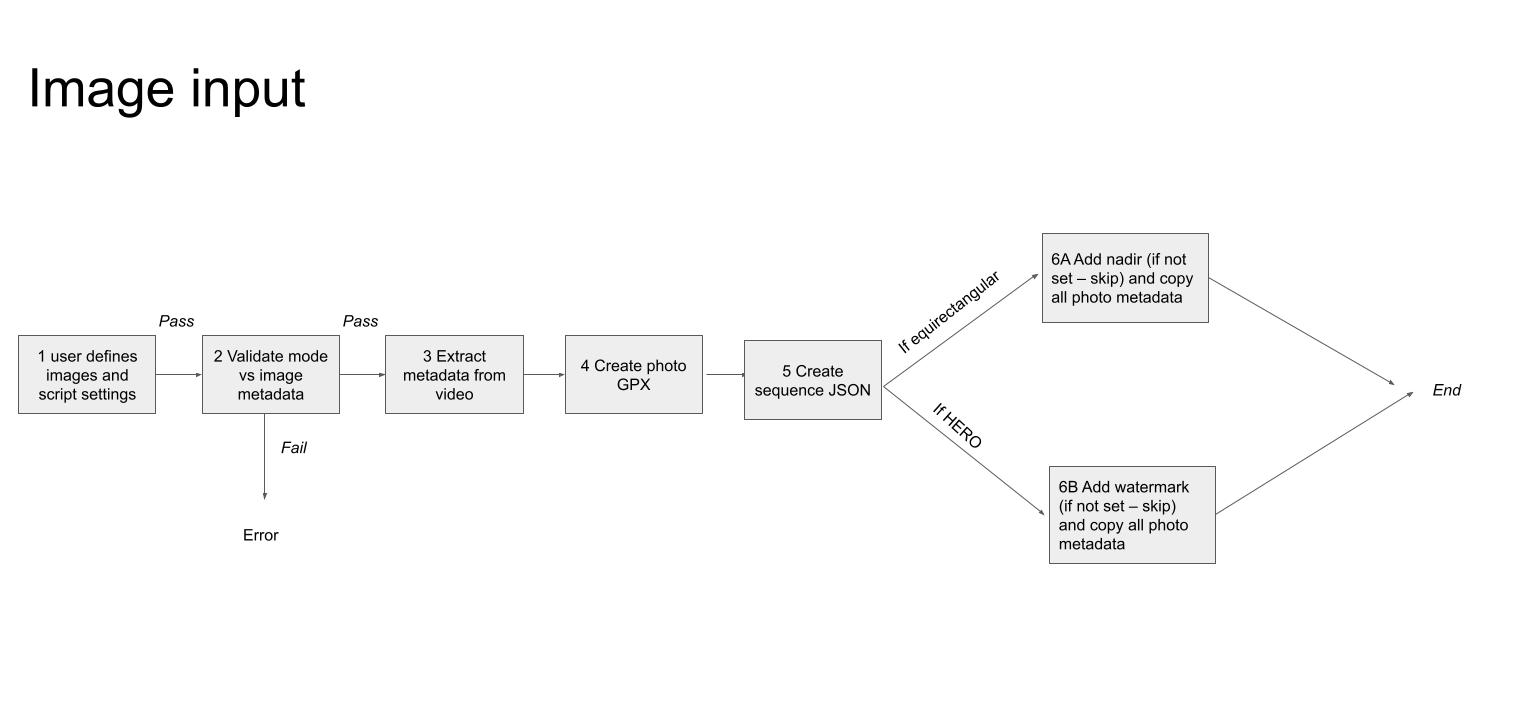 Image input
Pass
Pass
1 user defines
images and
script settings
2 Validate mode
vs image
metadata
3 Extract
metadata from
video
4 Create photo
GPX
5 Create
sequence JSON
Fail
Error
If equirectangular
If HERO
6A Add nadir (if not
set – skip) and copy
all photo metadata
6B Add watermark
(if not set – skip)
and copy all photo
metadata
End